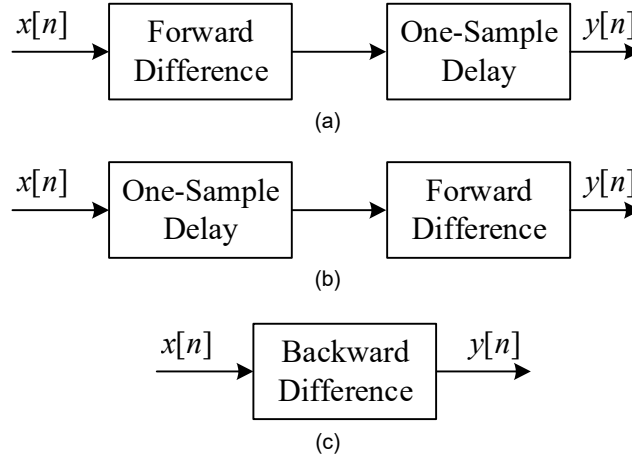 x[n] Forward Difference One-Sample Delay y[n]
(a)
x[n] One-Sample Delay Forward Difference y[n]
(b)
x[n] Backward Difference y[n]
(c)